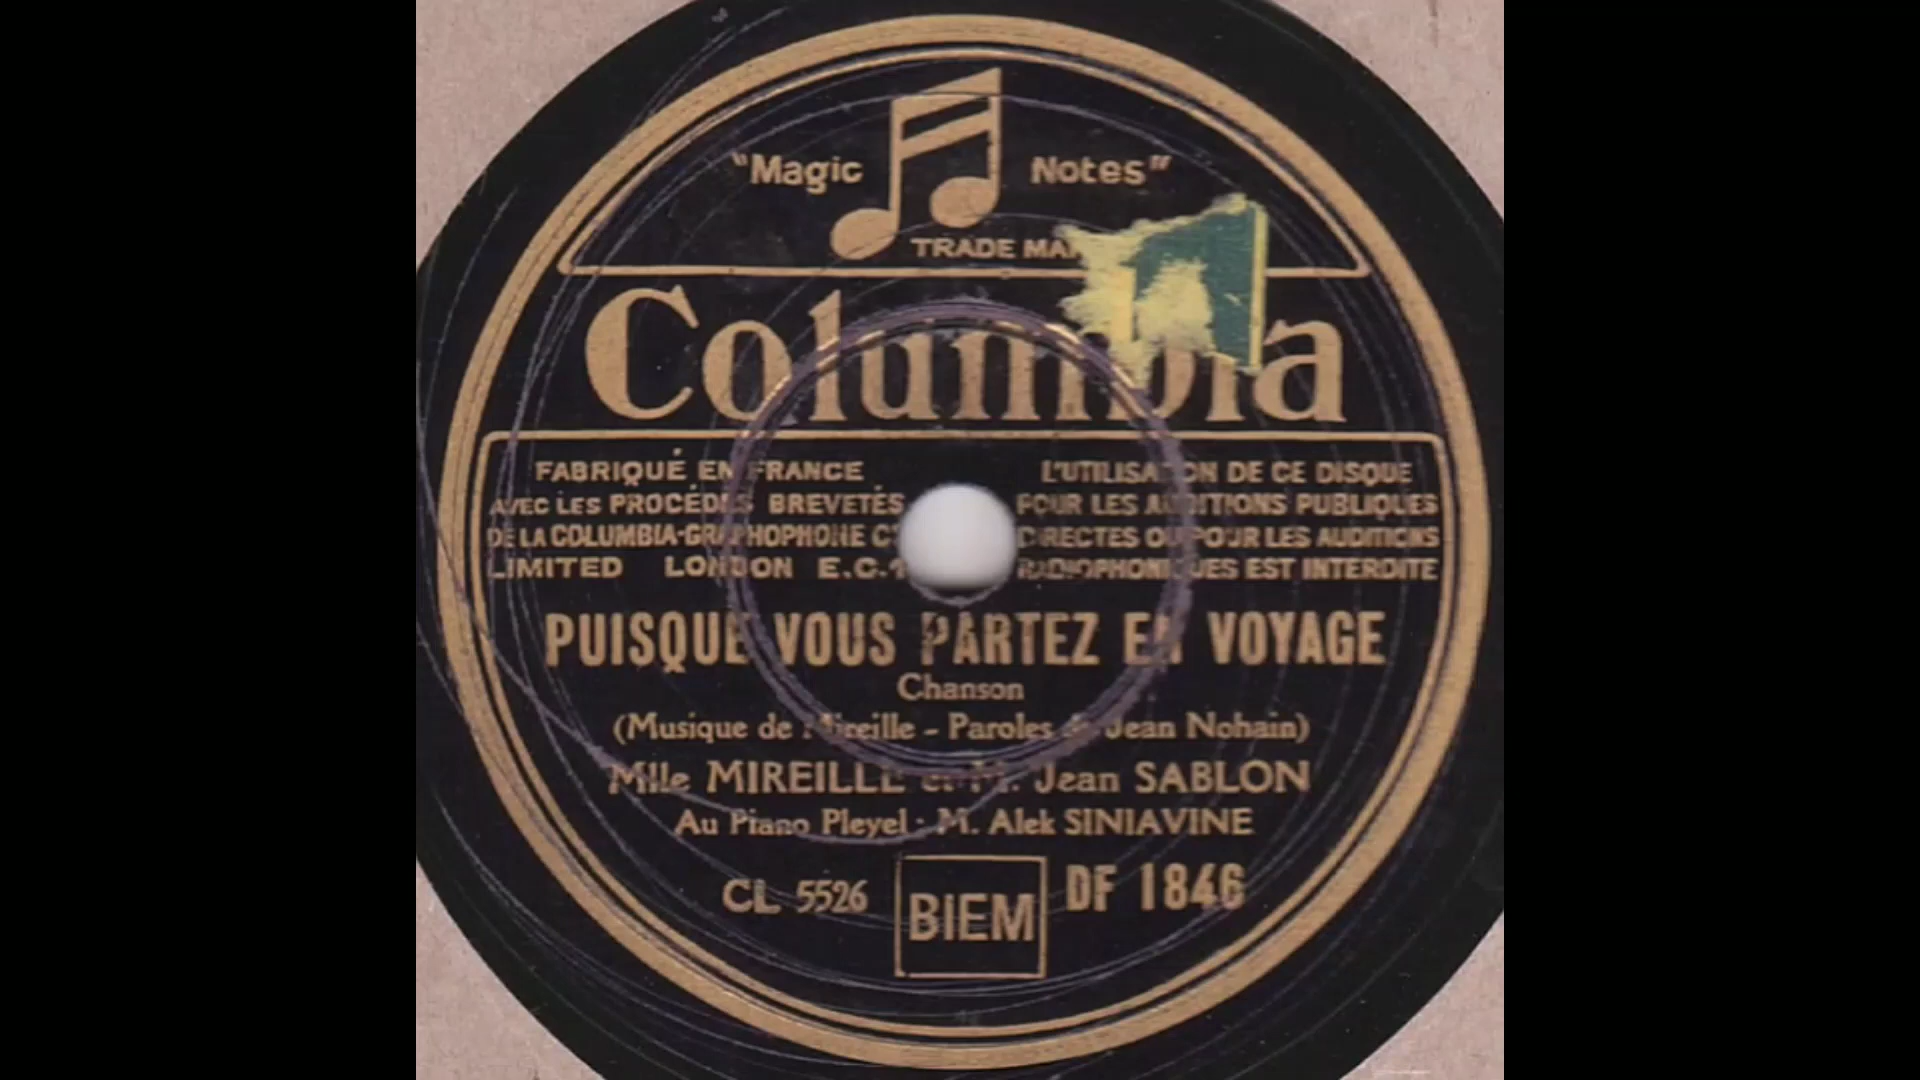 "Magic Notes"
TRADE MAR
Columbia
FABRIQUÉ EN FRANCE
AVEC LES PROCÉDÉS BREVETÉS
DE LA COLUMBIA-GRAPHOPHONE Cº
LIMITED LONDON E.C.1
L'UTILISATION DE CE DISQUE
POUR LES AUDITIONS PUBLIQUES
DIRECTES OU POUR LES AUDITIONS
RADIOPHONIQUES EST INTERDITE
PUISQUE VOUS PARTEZ EN VOYAGE
Chanson
(Musique de Mireille - Paroles de Jean Nohain)
Mlle MIREILLE et M. Jean SABLON
Au Piano Pleyel : M. Alek SINIAVINE
CL 5526
BIEM
DF 1846